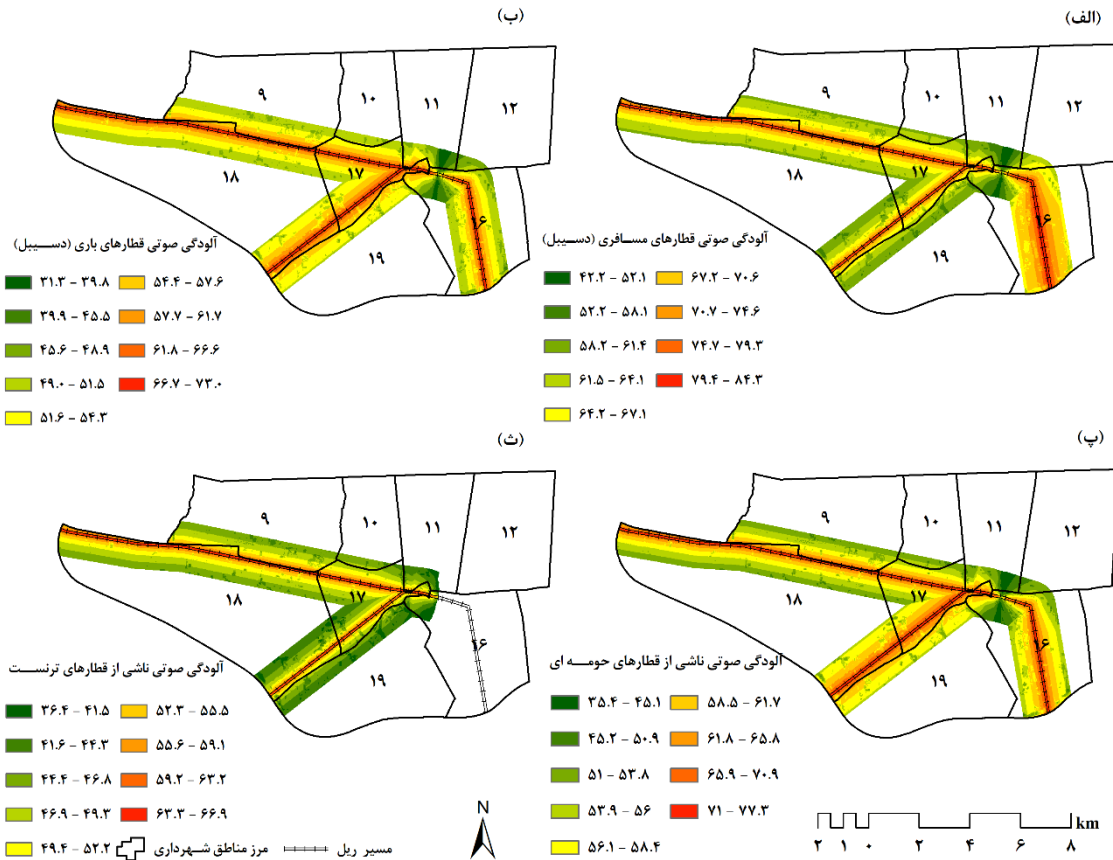 (الف)
۹
۱۰
۱۱
۱۲
۱۷
۱۸
۱۶
۱۹
آلودگی صوتی قطارهای مسافری (دسیبل)
۴۲.۲ - ۵۲.۱
۵۲.۲ - ۵۸.۱
۵۸.۲ - ۶۱.۴
۶۱.۵ - ۶۴.۱
۶۴.۲ - ۶۷.۱
۶۷.۲ - ۷۰.۶
۷۰.۷ - ۷۴.۶
۷۴.۷ - ۷۹.۳
۷۹.۴ - ۸۴.۳
(ب)
۹
۱۰
۱۱
۱۲
۱۷
۱۸
۱۶
۱۹
آلودگی صوتی قطارهای باری (دسیبل)
۳۱.۳ - ۳۹.۸
۳۹.۹ - ۴۵.۵
۴۵.۶ - ۴۸.۹
۴۹.۰ - ۵۱.۵
۵۱.۶ - ۵۴.۳
۵۴.۴ - ۵۷.۶
۵۷.۷ - ۶۱.۷
۶۱.۸ - ۶۶.۶
۶۶.۷ - ۷۳.۰
(پ)
۹
۱۰
۱۱
۱۲
۱۷
۱۸
۱۶
۱۹
آلودگی صوتی ناشی از قطارهای حومه ای
۳۵.۴ - ۴۵.۱
۴۵.۲ - ۵۰.۹
۵۱ - ۵۳.۸
۵۳.۹ - ۵۶
۵۶.۱ - ۵۸.۴
۵۸.۵ - ۶۱.۷
۶۱.۸ - ۶۵.۸
۶۵.۹ - ۷۰.۹
۷۱ - ۷۷.۳
(ث)
۹
۱۰
۱۱
۱۲
۱۷
۱۸
۱۶
۱۹
آلودگی صوتی ناشی از قطارهای ترنست
۳۶.۴ - ۴۱.۵
۴۱.۶ - ۴۴.۳
۴۴.۴ - ۴۶.۸
۴۶.۹ - ۴۹.۳
۴۹.۴ - ۵۲.۲
۵۲.۳ - ۵۵.۵
۵۵.۶ - ۵۹.۱
۵۹.۲ - ۶۳.۲
۶۳.۳ - ۶۶.۹
مرز مناطق شهرداری
مسیر ریل
N
km
۲ ۱ ۰ ۲ ۴ ۶ ۸